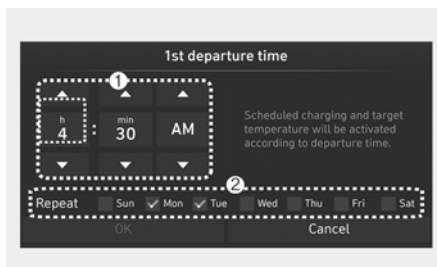 1st departure time
1
h
min
4 : 30 AM
Scheduled charging and target
temperature will be activated
according to departure time.
2
Repeat Sun Mon Tue Wed Thu Fri Sat
OK Cancel